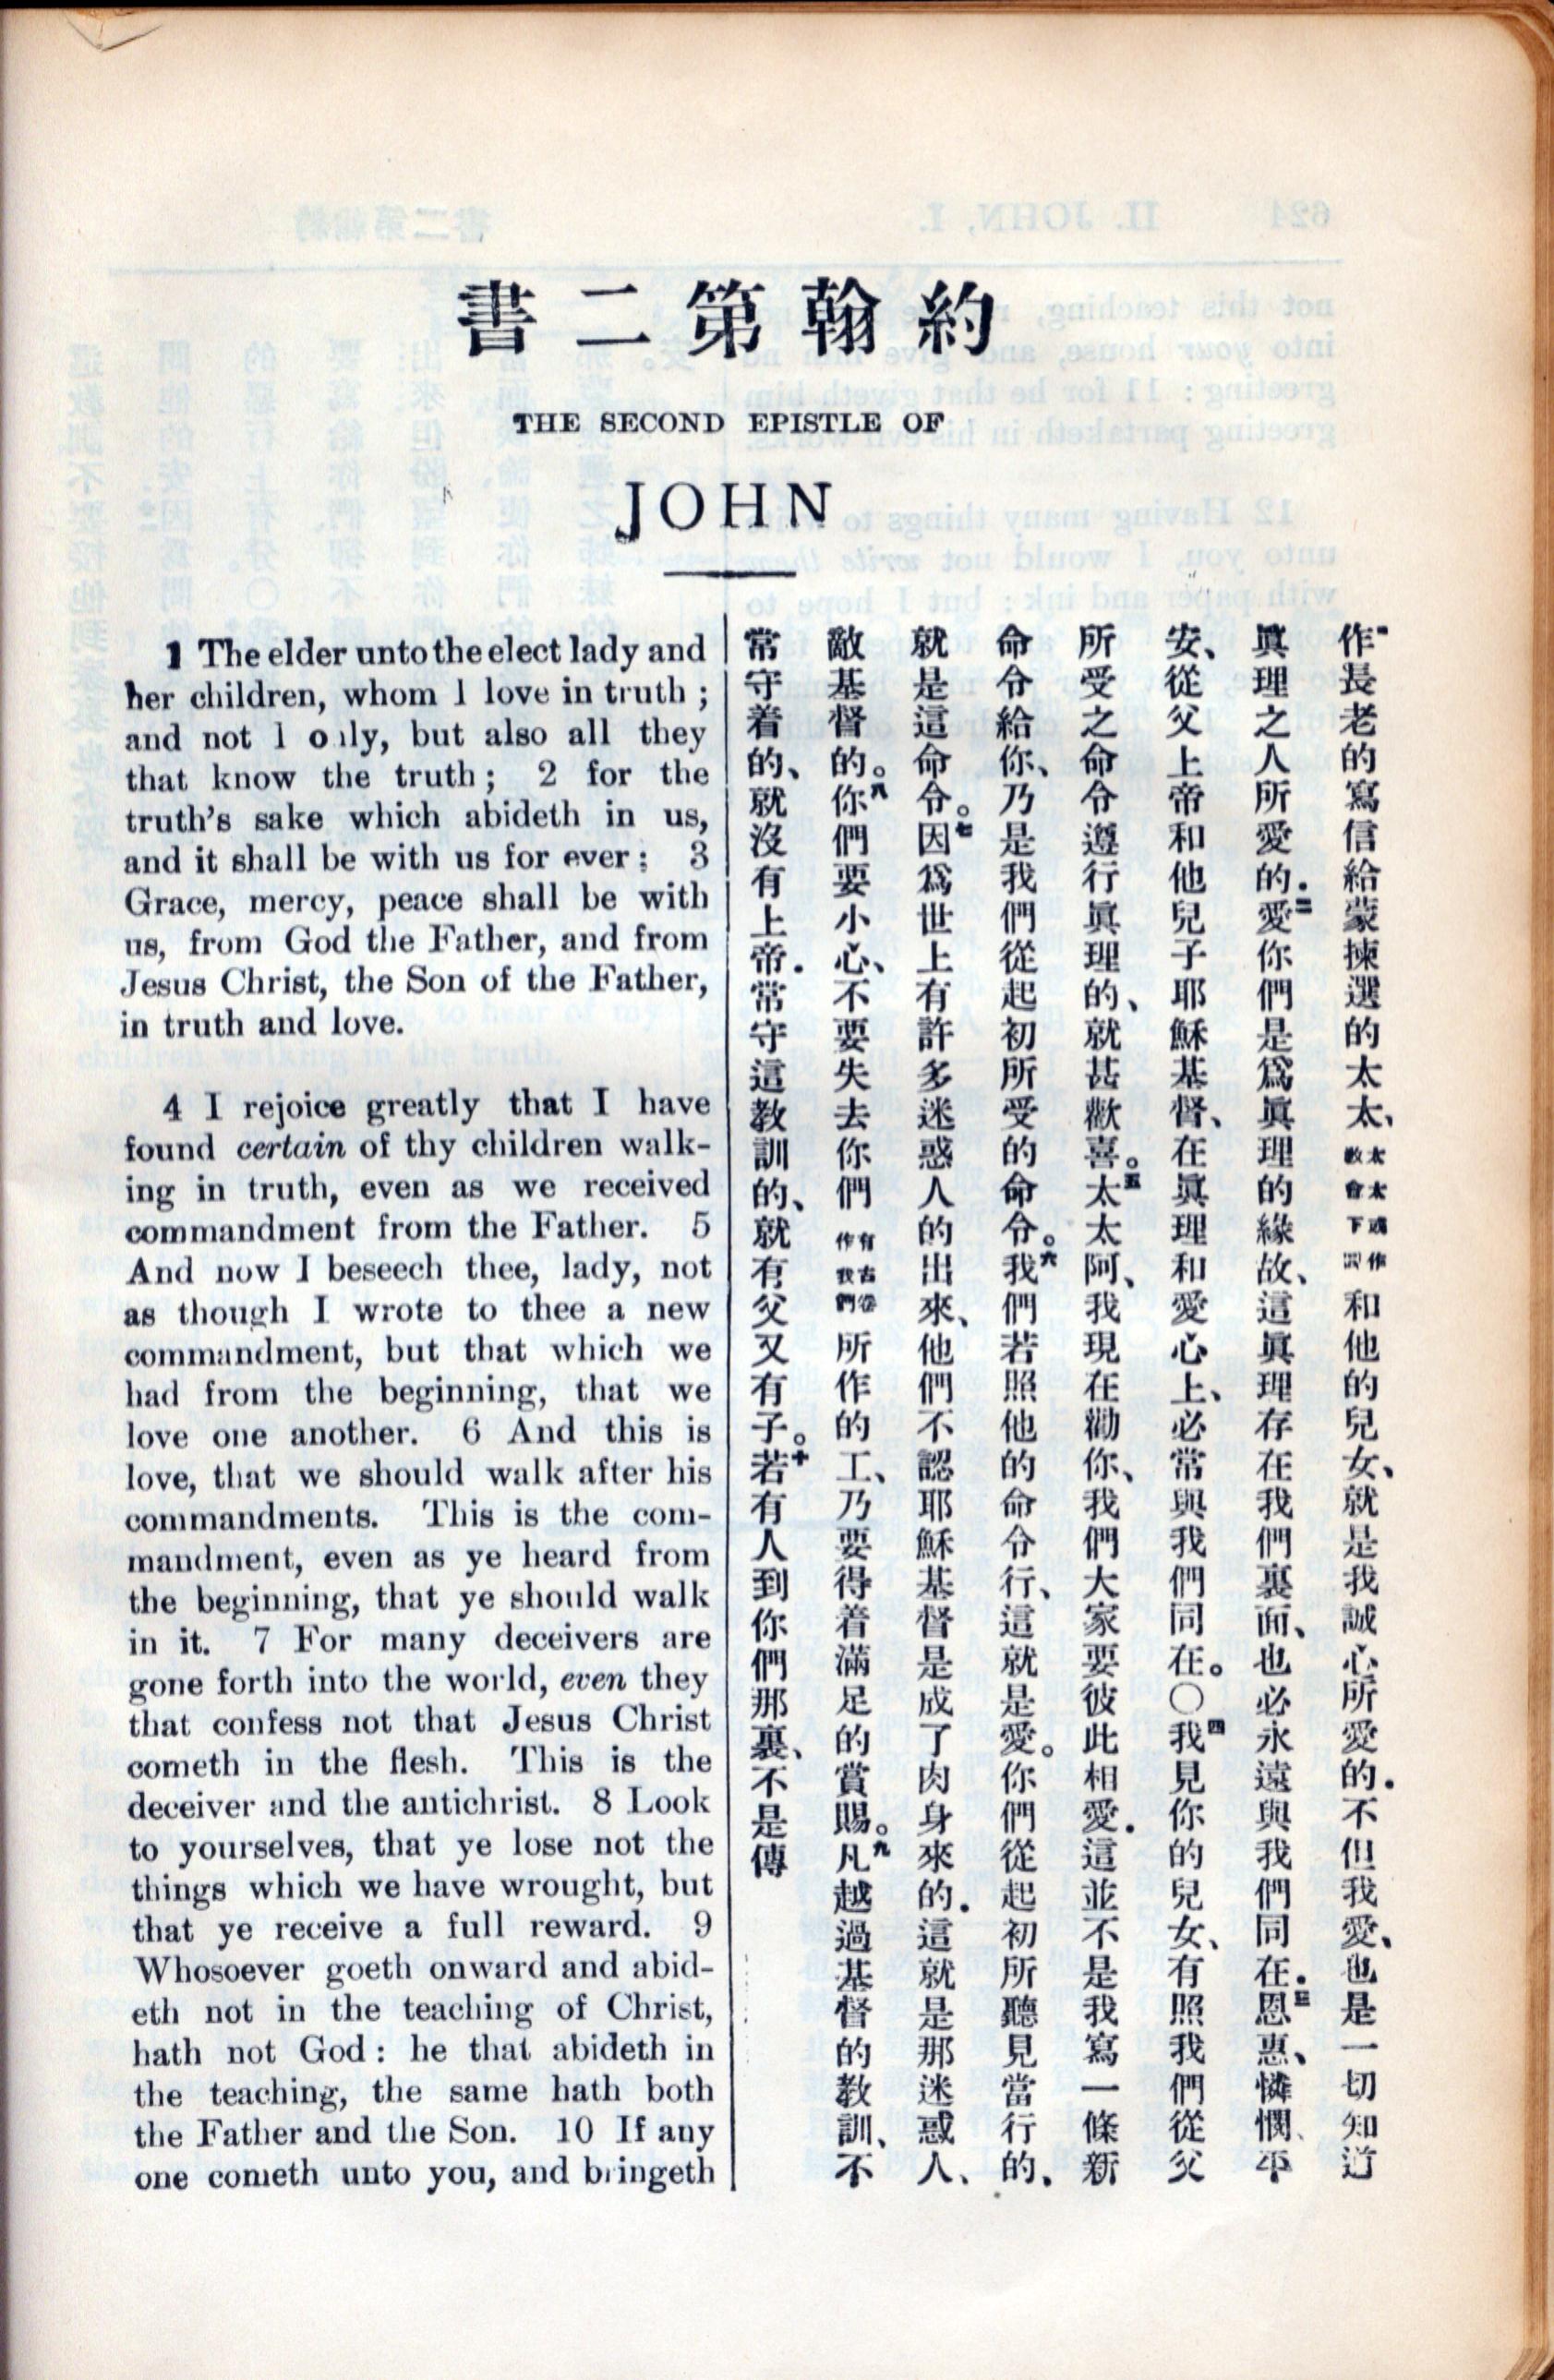 約翰第二書
THE SECOND EPISTLE OF
JOHN
1 The elder unto the elect lady and
her children, whom I love in truth ;
and not I only, but also all they
that know the truth ; 2 for the
truth's sake which abideth in us,
and it shall be with us for ever : 3
Grace, mercy, peace shall be with
us, from God the Father, and from
Jesus Christ, the Son of the Father,
in truth and love.
4 I rejoice greatly that I have
found certain of thy children walk-
ing in truth, even as we received
commandment from the Father. 5
And now I beseech thee, lady, not
as though I wrote to thee a new
commandment, but that which we
had from the beginning, that we
love one another. 6 And this is
love, that we should walk after his
commandments. This is the com-
mandment, even as ye heard from
the beginning, that ye should walk
in it. 7 For many deceivers are
gone forth into the world, even they
that confess not that Jesus Christ
cometh in the flesh. This is the
deceiver and the antichrist. 8 Look
to yourselves, that ye lose not the
things which we have wrought, but
that ye receive a full reward. 9
Whosoever goeth onward and abid-
eth not in the teaching of Christ,
hath not God : he that abideth in
the teaching, the same hath both
the Father and the Son. 10 If any
one cometh unto you, and bringeth
一作長老的寫信給蒙揀選的太太、太太或作教會下同和他的兒女、就是我誠心所愛的．不但我愛、也是一切知道
眞理之人所愛的．二愛你們是爲眞理的緣故、這眞理存在我們裏面、也必永遠與我們同在．三恩惠、憐憫、平
安、從父上帝和他兒子耶穌基督、在眞理和愛心上、必常與我們同在。〇四我見你的兒女、有照我們從父
所受之命令遵行眞理的、就甚歡喜。五太太阿、我現在勸你、我們大家要彼此相愛．這並不是我寫一條新
命令給你、乃是我們從起初所受的命令。六我們若照他的命令行、這就是愛。你們從起初所聽見當行的．
就是這命令。七因爲世上有許多迷惑人的出來、他們不認耶穌基督是成了肉身來的．這就是那迷惑人、
敵基督的。八你們要小心、不要失去你們有古卷作我們所作的工、乃要得着滿足的賞賜。九凡越過基督的教訓、不
常守着的、就沒有上帝．常守這教訓的、就有父又有子。十若有人到你們那裏、不是傳